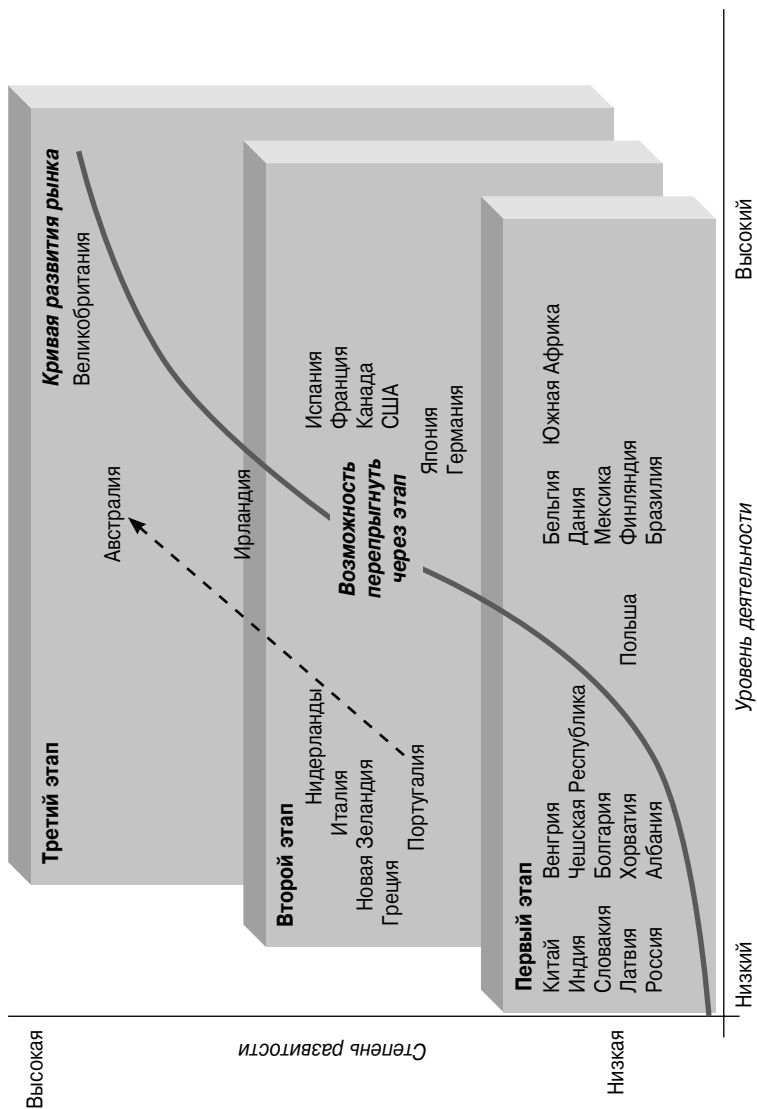 Высокая
Степень развитости
Низкая
Третий этап
Кривая развития рынка
Великобритания
Австралия
Ирландия
Второй этап
Нидерланды
Италия
Новая Зеландия
Греция
Португалия
Возможность
перепрыгнуть
через этап
Испания
Франция
Канада
США
Япония
Германия
Первый этап
Китай
Индия
Словакия
Латвия
Россия
Венгрия
Чешская Республика
Болгария
Хорватия
Албания
Польша
Бельгия
Дания
Мексика
Финляндия
Бразилия
Южная Африка
Низкий
Уровень деятельности
Высокий